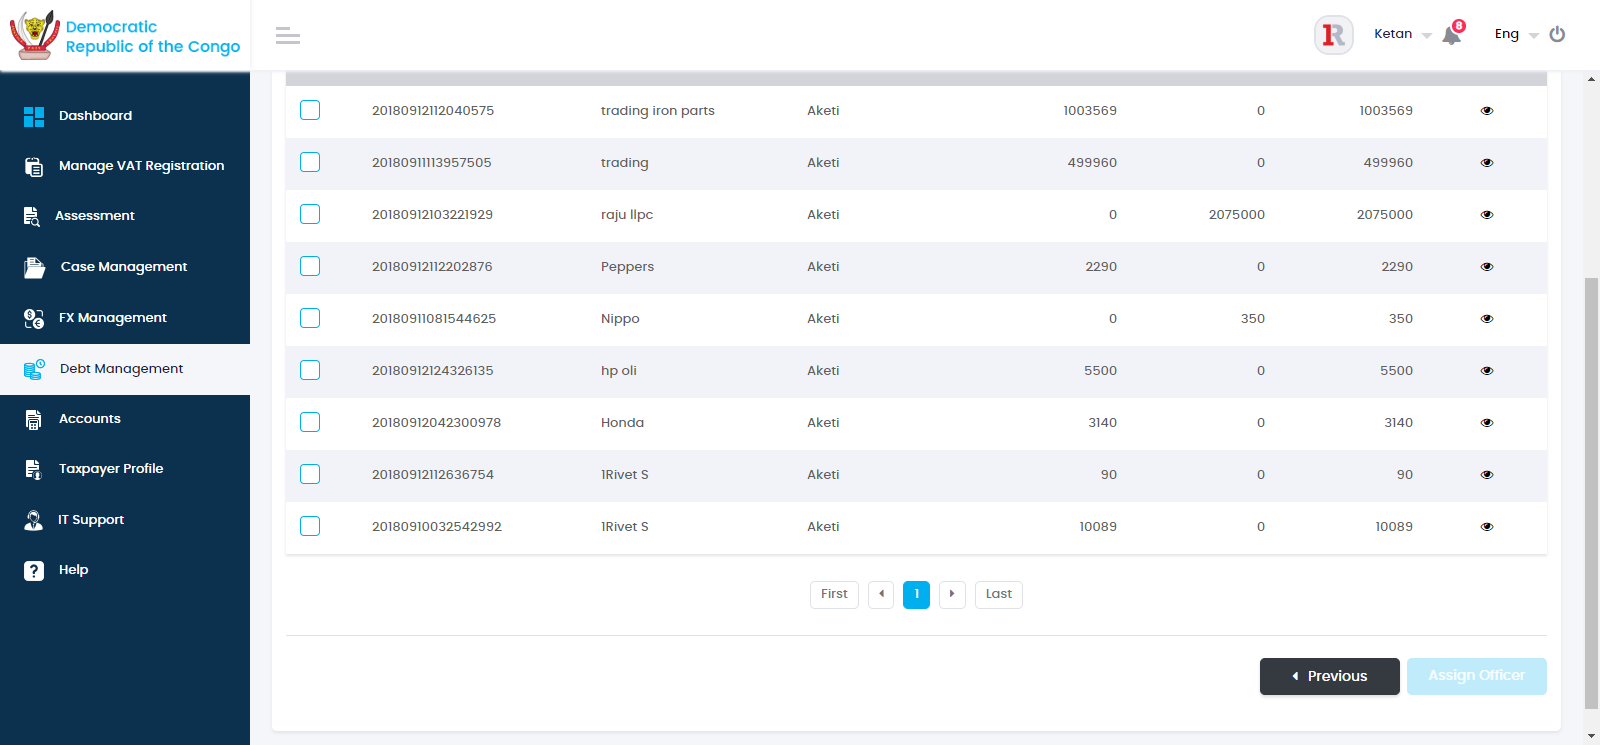 Democratic
Republic of the Congo
Ketan
8
Eng
Dashboard
Manage VAT Registration
Assessment
Case Management
FX Management
Debt Management
Accounts
Taxpayer Profile
IT Support
Help
20180912112040575 trading iron parts Aketi 1003569 0 1003569
20180911113957505 trading Aketi 499960 0 499960
20180912103221929 raju llpc Aketi 0 2075000 2075000
20180912112202876 Peppers Aketi 2290 0 2290
20180911081544625 Nippo Aketi 0 350 350
20180912124326135 hp oli Aketi 5500 0 5500
20180912042300978 Honda Aketi 3140 0 3140
20180912112636754 1Rivet S Aketi 90 0 90
20180910032542992 1Rivet S Aketi 10089 0 10089
First 1 Last
Previous Assign Officer